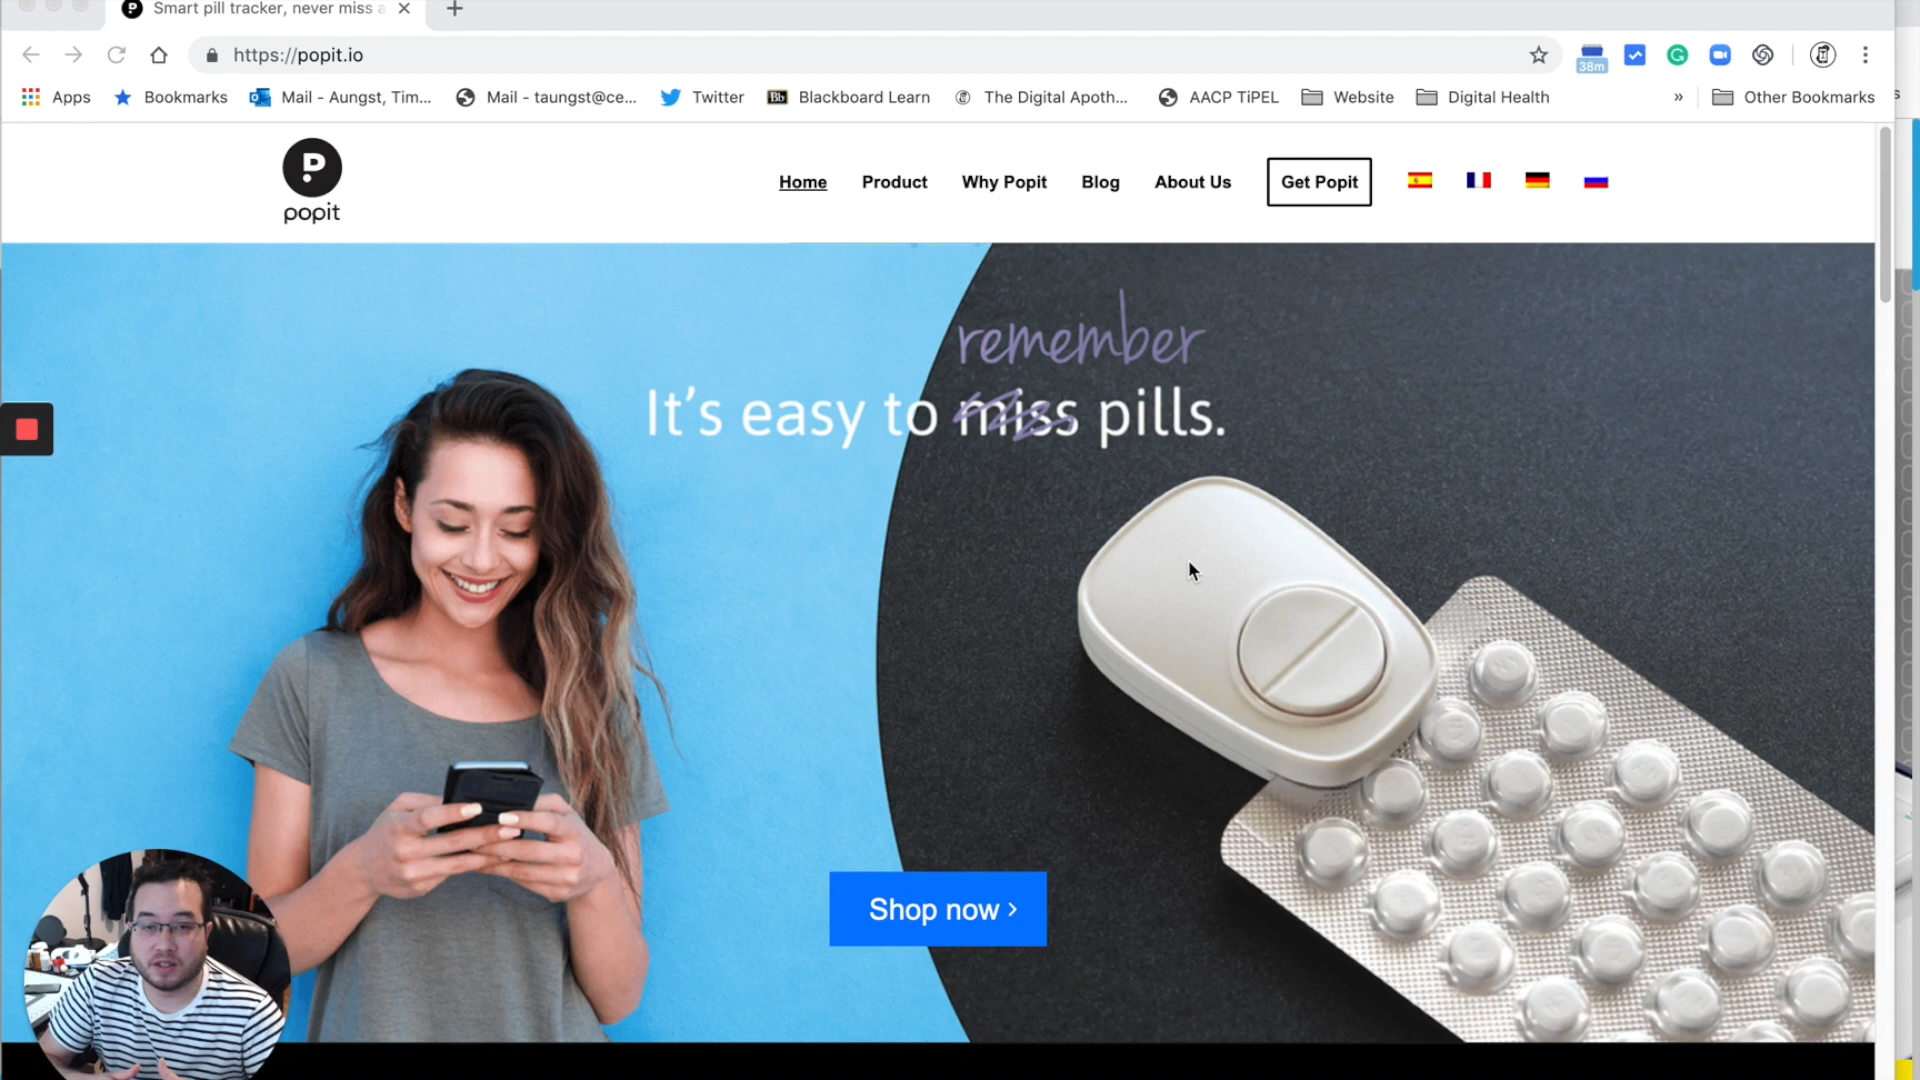 Smart pill tracker, never miss a
https://popit.io
38m
Apps
Bookmarks
Mail - Aungst, Tim...
Mail - taungst@ce...
Twitter
Bb
Blackboard Learn
The Digital Apoth...
AACP TiPEL
Website
Digital Health
»
Other Bookmarks
s
P
popit
Home
Product
Why Popit
Blog
About Us
Get Popit
remember
It's easy to miss pills.
Shop now ›